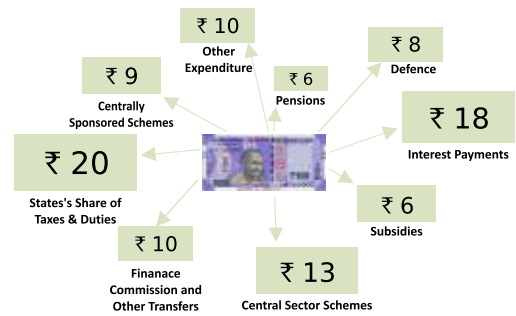 ₹ 10
Other
Expenditure
₹ 8
Defence
₹ 9
Centrally
Sponsored Schemes
₹ 6
Pensions
₹ 18
Interest Payments
₹ 20
States's Share of
Taxes & Duties
₹ 6
Subsidies
₹ 10
Finanace
Commission and
Other Transfers
₹ 13
Central Sector Schemes